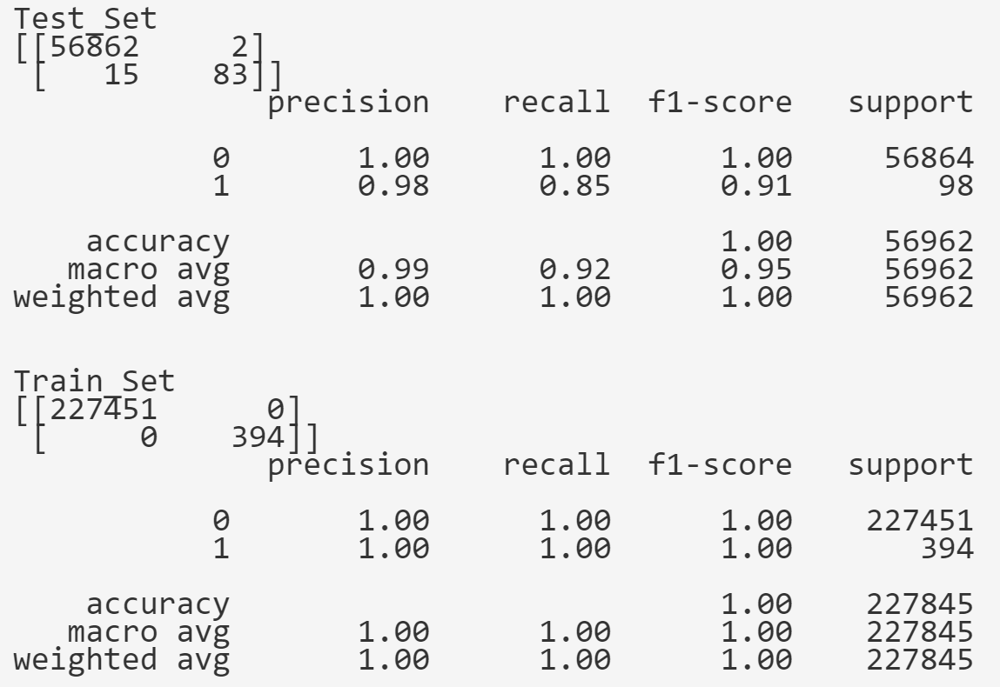 Test_Set
[[56862     2]
 [   15    83]]
              precision    recall  f1-score   support

           0       1.00      1.00      1.00     56864
           1       0.98      0.85      0.91        98

    accuracy                           1.00     56962
   macro avg       0.99      0.92      0.95     56962
weighted avg       1.00      1.00      1.00     56962

Train_Set
[[227451      0]
 [     0    394]]
              precision    recall  f1-score   support

           0       1.00      1.00      1.00    227451
           1       1.00      1.00      1.00       394

    accuracy                           1.00    227845
   macro avg       1.00      1.00      1.00    227845
weighted avg       1.00      1.00      1.00    227845